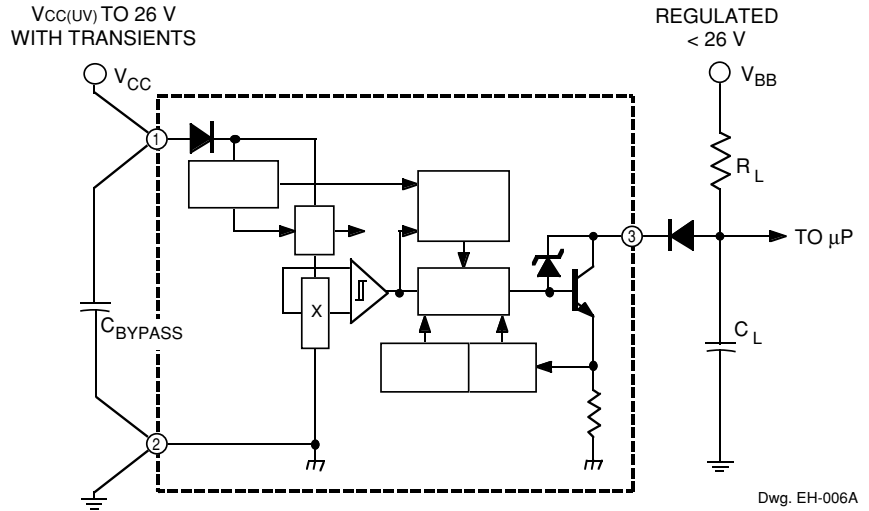 VCC(UV) TO 26 V
WITH TRANSIENTS
VCC
REGULATED
< 26 V
VBB
1
RL
3
TO µP
X
CBYPASS
CL
2
Dwg. EH-006A